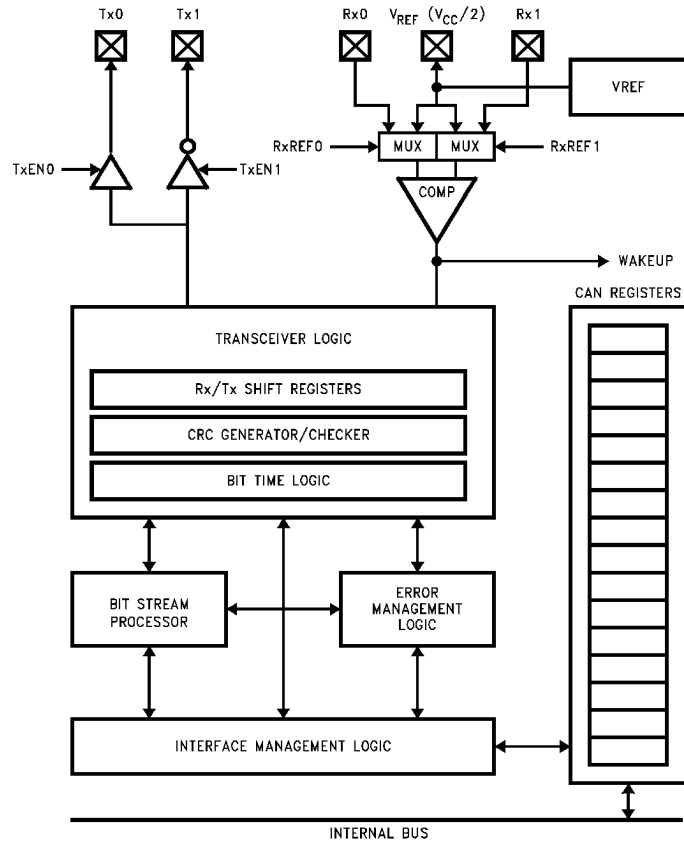 Tx0 Tx1 Rx0 VREF (VCC/2) Rx1
VREF
RxREF0 MUX MUX RxREF1
TxEN0 TxEN1 COMP
WAKEUP
CAN REGISTERS
TRANSCEIVER LOGIC
Rx/Tx SHIFT REGISTERS
CRC GENERATOR/CHECKER
BIT TIME LOGIC
BIT STREAM
PROCESSOR
ERROR
MANAGEMENT
LOGIC
INTERFACE MANAGEMENT LOGIC
INTERNAL BUS